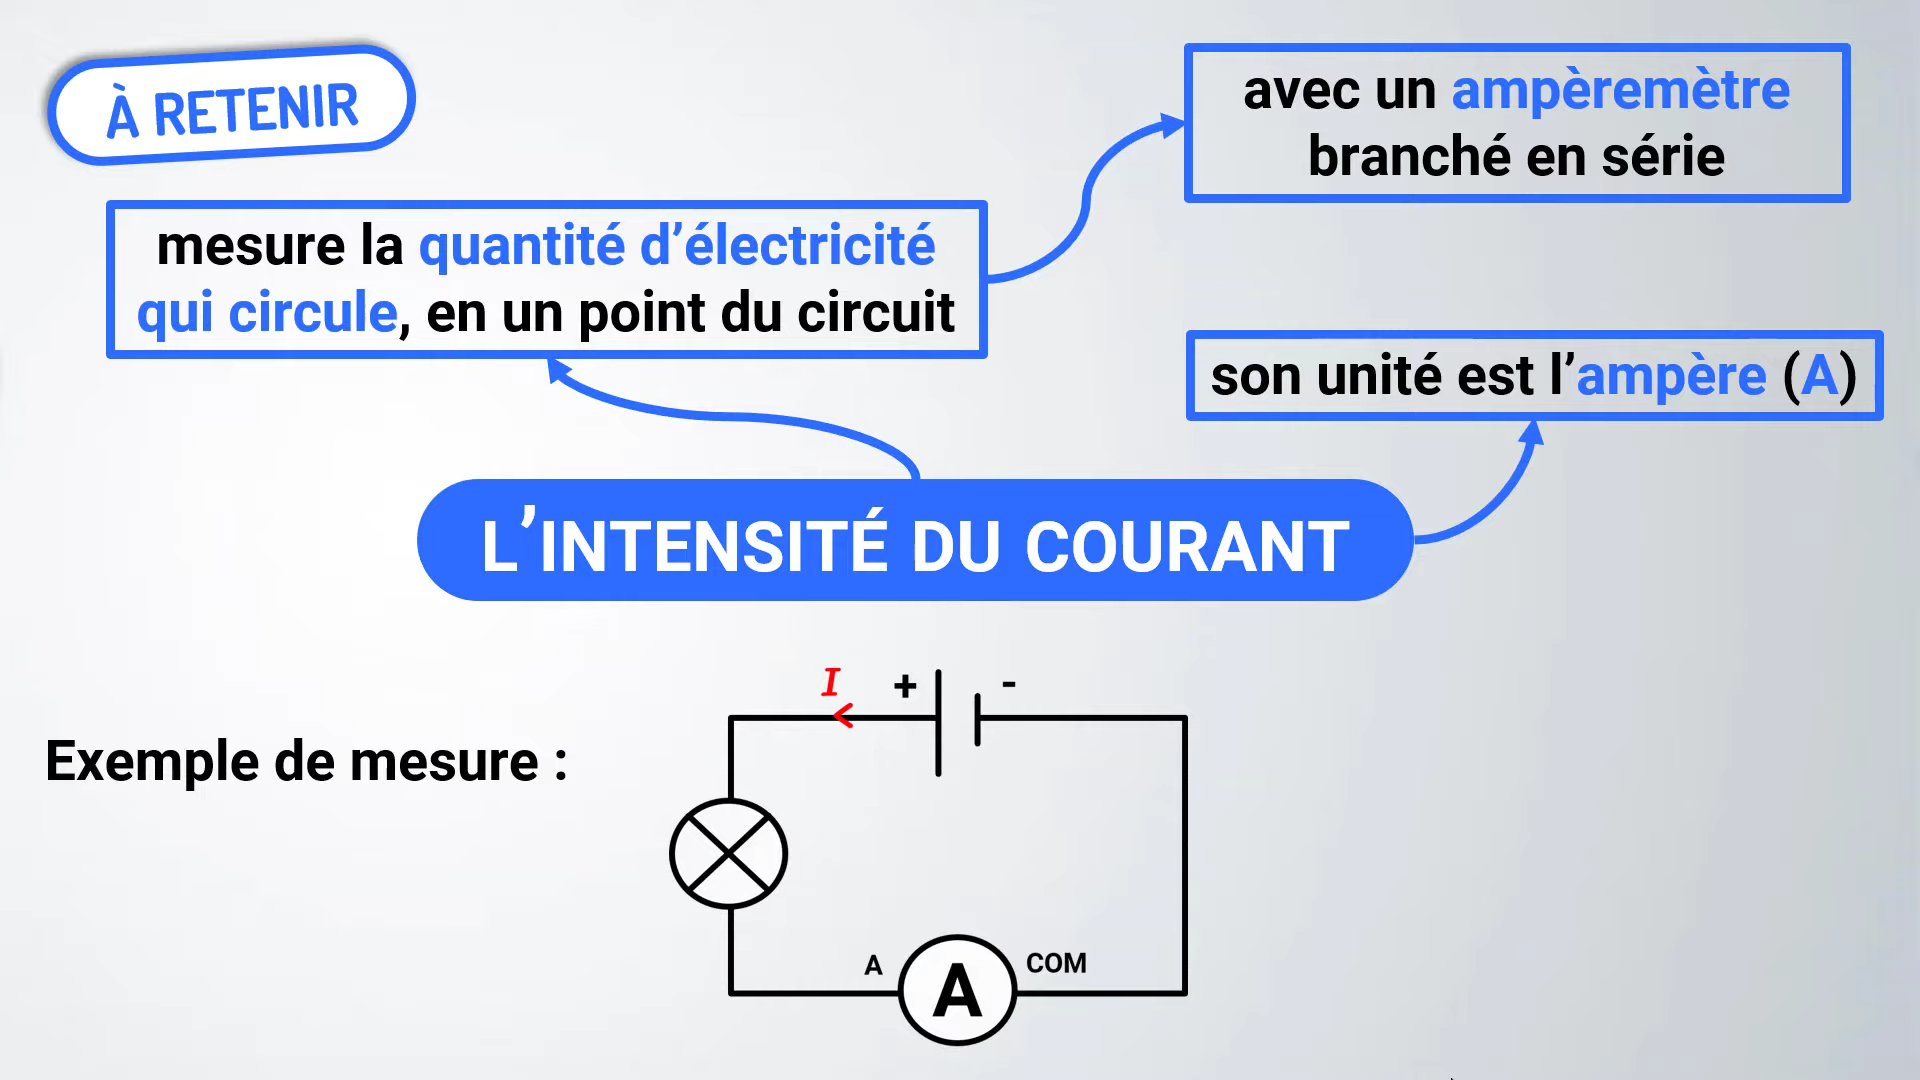 À RETENIR
avec un ampèremètre
branché en série
mesure la quantité d’électricité
qui circule, en un point du circuit
son unité est l’ampère (A)
L’INTENSITÉ DU COURANT
I + -
Exemple de mesure :
A COM
A